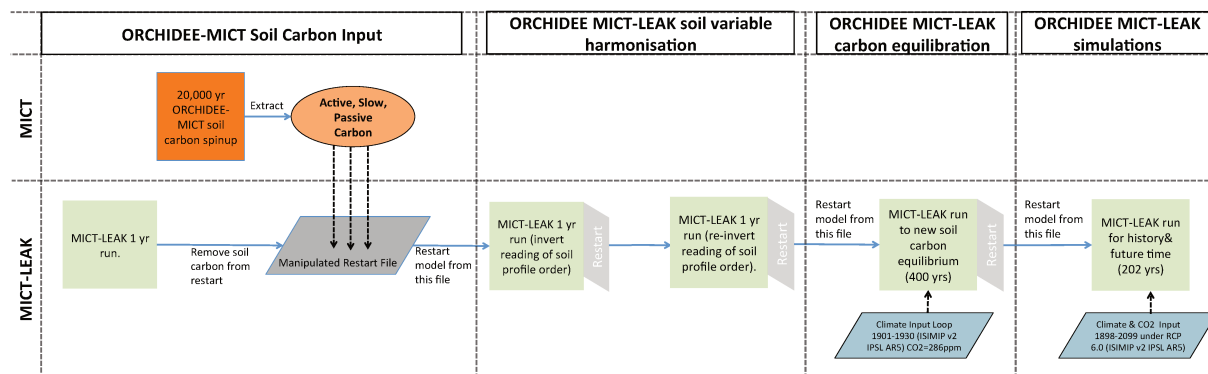 ORCHIDEE-MICT Soil Carbon Input
ORCHIDEE MICT-LEAK soil variable
harmonisation
ORCHIDEE MICT-LEAK
carbon equilibration
ORCHIDEE MICT-LEAK
simulations
MICT
20,000 yr
ORCHIDEE-
MICT soil
carbon spinup
Extract
Active, Slow,
Passive
Carbon
MICT-LEAK
MICT-LEAK 1 yr
run.
Remove soil
carbon from
restart
Manipulated Restart File
Restart
model from
this file
MICT-LEAK 1 yr
run (invert
reading of soil
profile order)
Restart
MICT-LEAK 1 yr
run (re-invert
reading of soil
profile order).
Restart
Restart
model from
this file
MICT-LEAK run
to new soil
carbon
equilibrium
(400 yrs)
Restart
Restart
model from
this file
MICT-LEAK run
for history&
future time
(202 yrs)
Climate Input Loop
1901-1930 (ISIMIP v2
IPSL AR5) CO2=286ppm
Climate & CO2 Input
1898-2099 under RCP
6.0 (ISIMIP v2 IPSL AR5)